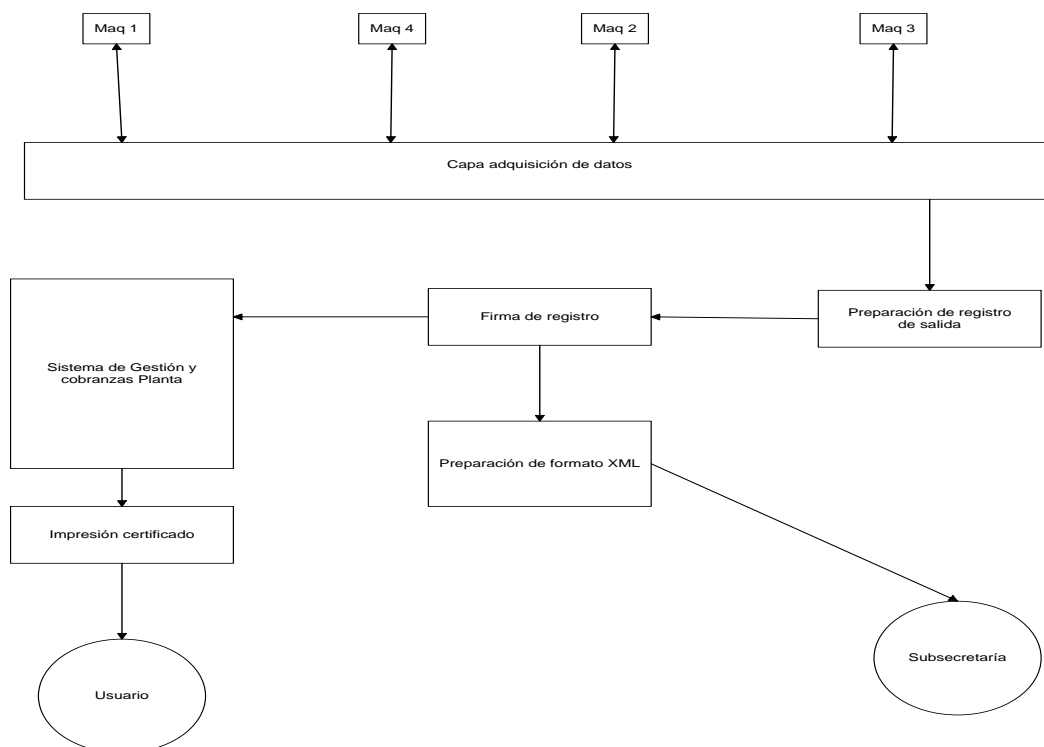 Maq 1
Maq 4
Maq 2
Maq 3
Capa adquisición de datos
Preparación de registro
de salida
Firma de registro
Sistema de Gestión y
cobranzas Planta
Preparación de formato XML
Impresión certificado
Subsecretaría
Usuario